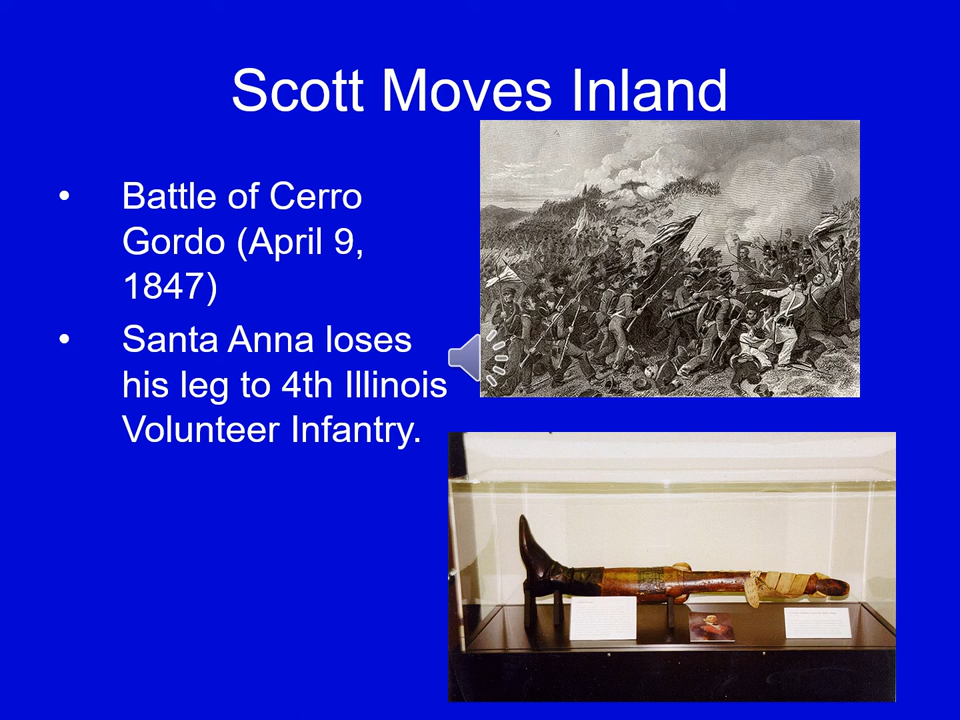 Scott Moves Inland
• Battle of Cerro
Gordo (April 9,
1847)
• Santa Anna loses
his leg to 4th Illinois
Volunteer Infantry.